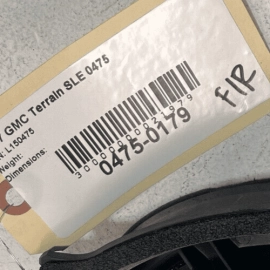 GMC Terrain SLE 0475
L150475
Weight:
Dimensions:
0475-0179
F/R